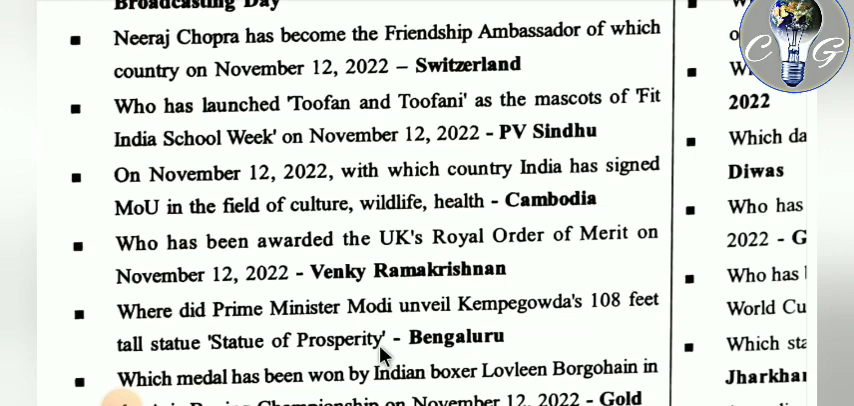 Broadcasting Day
Neeraj Chopra has become the Friendship Ambassador of which
country on November 12, 2022 – Switzerland
Who has launched 'Toofan and Toofani' as the mascots of 'Fit
India School Week' on November 12, 2022 - PV Sindhu
On November 12, 2022, with which country India has signed
MoU in the field of culture, wildlife, health - Cambodia
Who has been awarded the UK's Royal Order of Merit on
November 12, 2022 - Venky Ramakrishnan
Where did Prime Minister Modi unveil Kempegowda's 108 feet
tall statue 'Statue of Prosperity' - Bengaluru
Which medal has been won by Indian boxer Lovleen Borgohain in
Championship on November 12, 2022 - Gold
2022
Which da
Diwas
Who has
2022 - G
Who has
World Cu
Which sta
Jharkha
C G